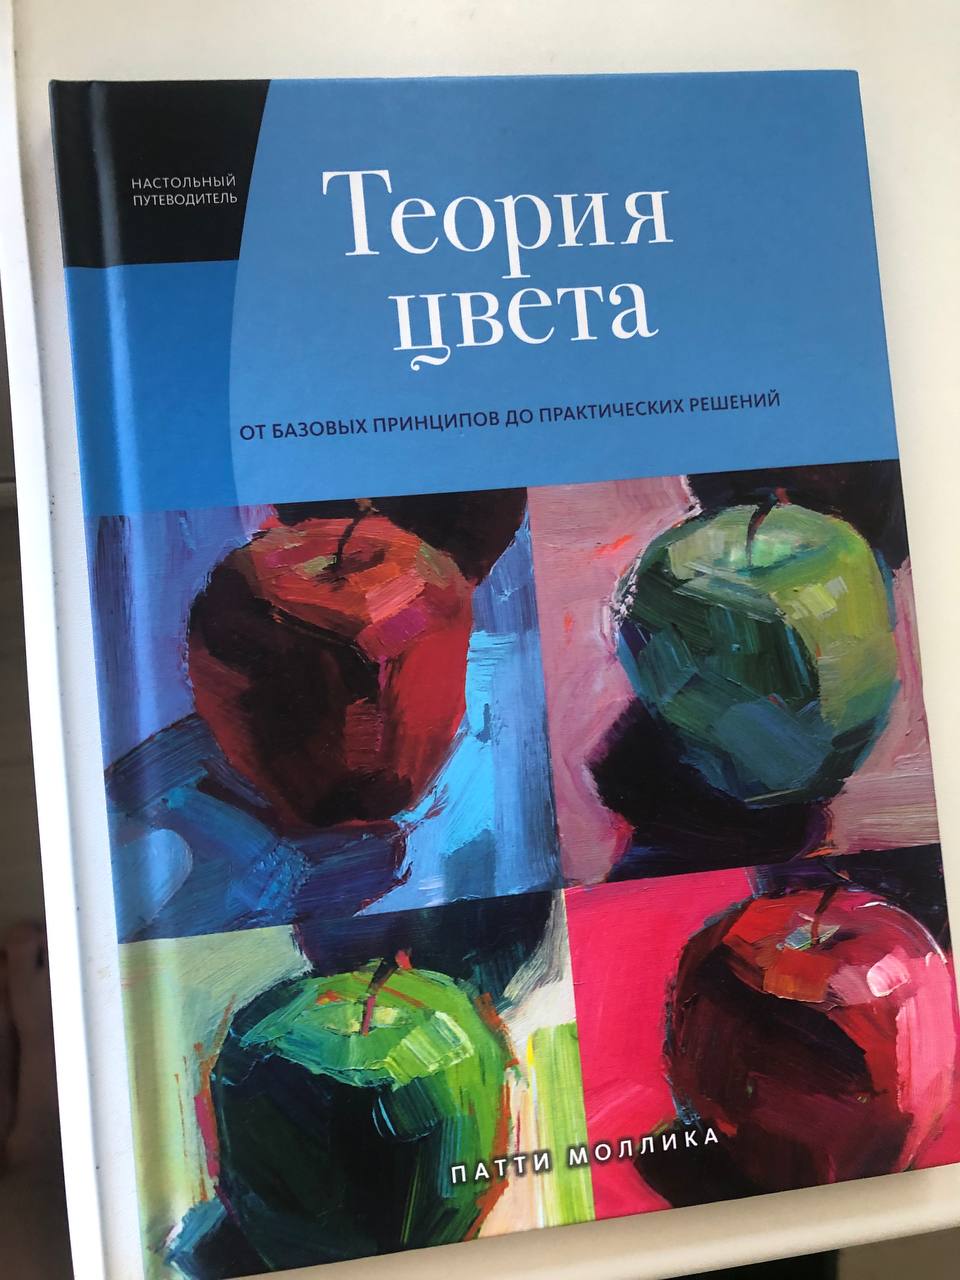 НАСТОЛЬНЫЙ
ПУТЕВОДИТЕЛЬ
Теория
цвета
ОТ БАЗОВЫХ ПРИНЦИПОВ ДО ПРАКТИЧЕСКИХ РЕШЕНИЙ
ПАТТИ МОЛЛИКА